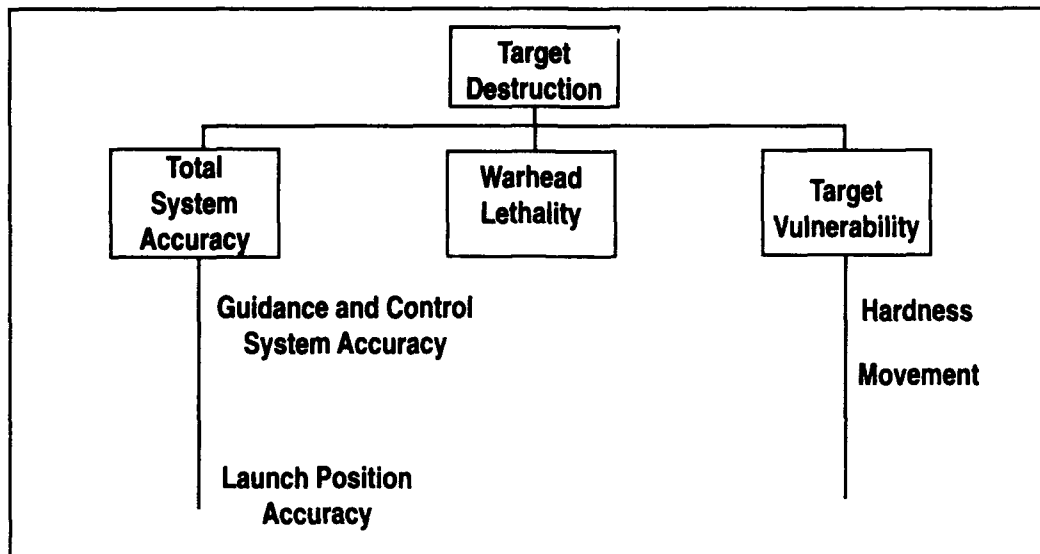 Target
Destruction
Total
System
Accuracy
Warhead
Lethality
Target
Vulnerability
Guidance and Control
System Accuracy
Hardness
Movement
Launch Position
Accuracy